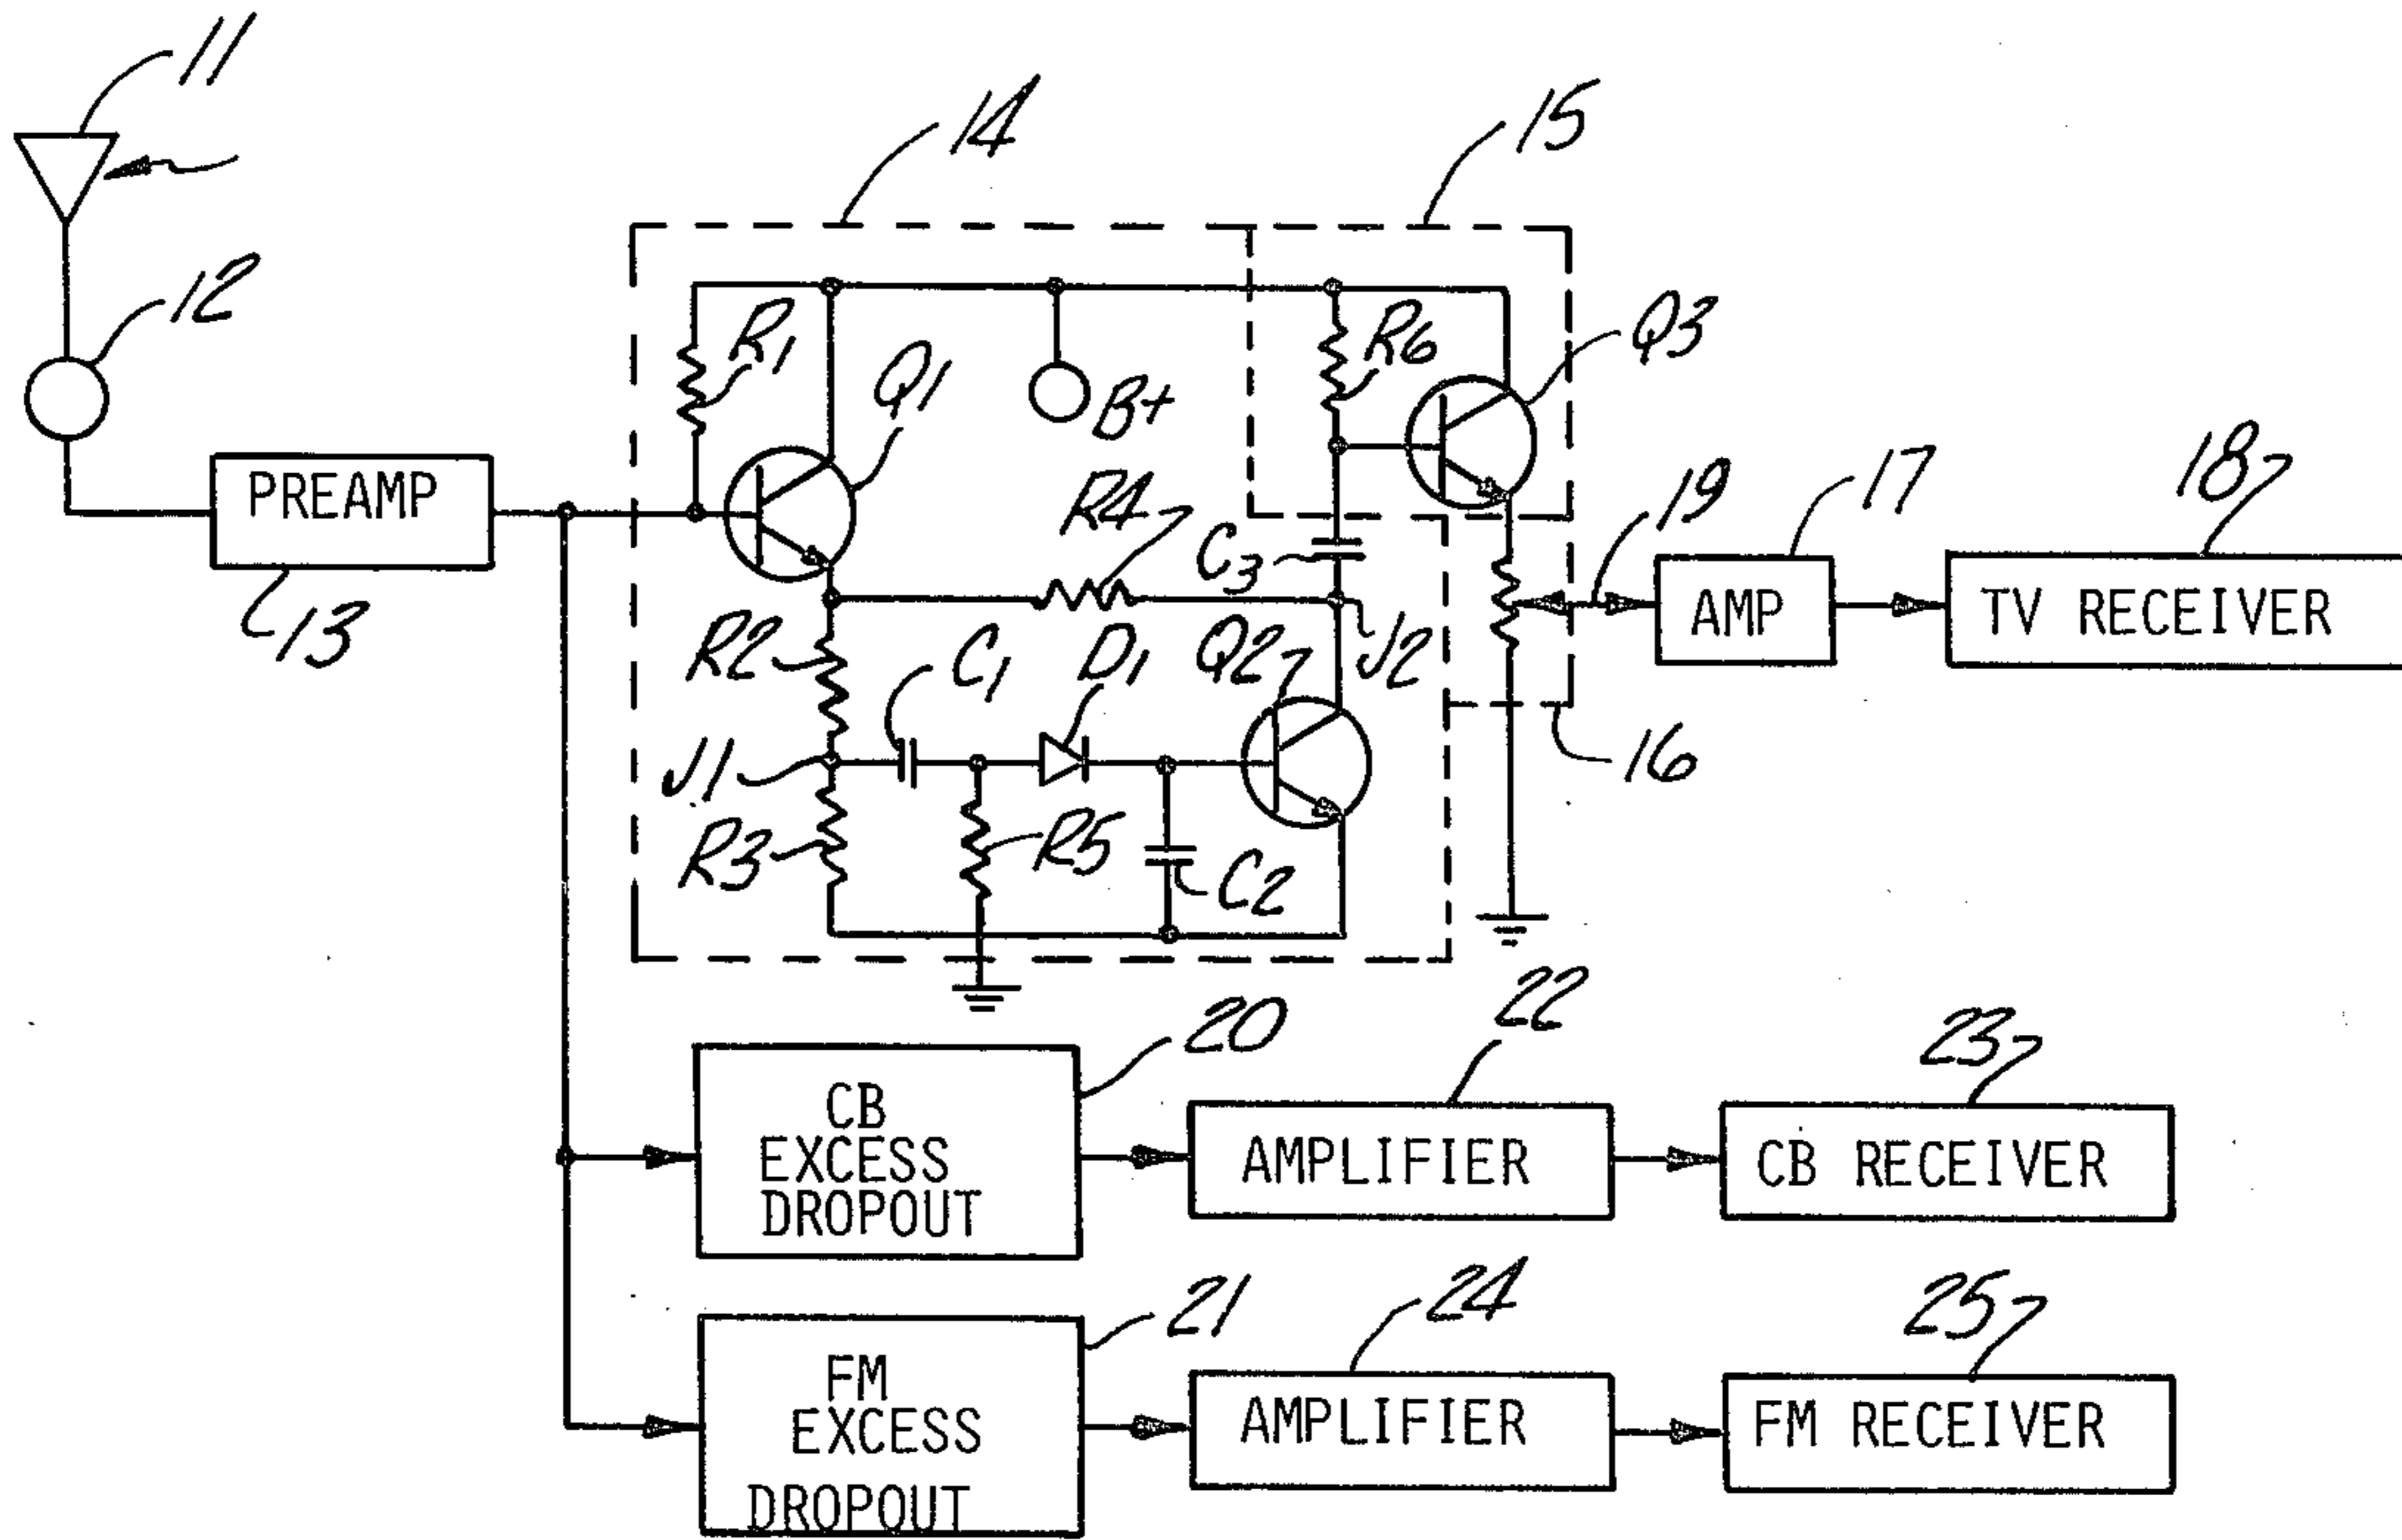 11
12
PREAMP
13
14
15
R1
Q1
B+
R6
Q3
R4
C3
J2
19
17
18
AMP
TV RECEIVER
R2
C1
D1
Q2
J1
R3
R5
C2
16
20
22
23
CB
EXCESS
DROPOUT
AMPLIFIER
CB RECEIVER
21
24
25
FM
EXCESS
DROPOUT
AMPLIFIER
FM RECEIVER